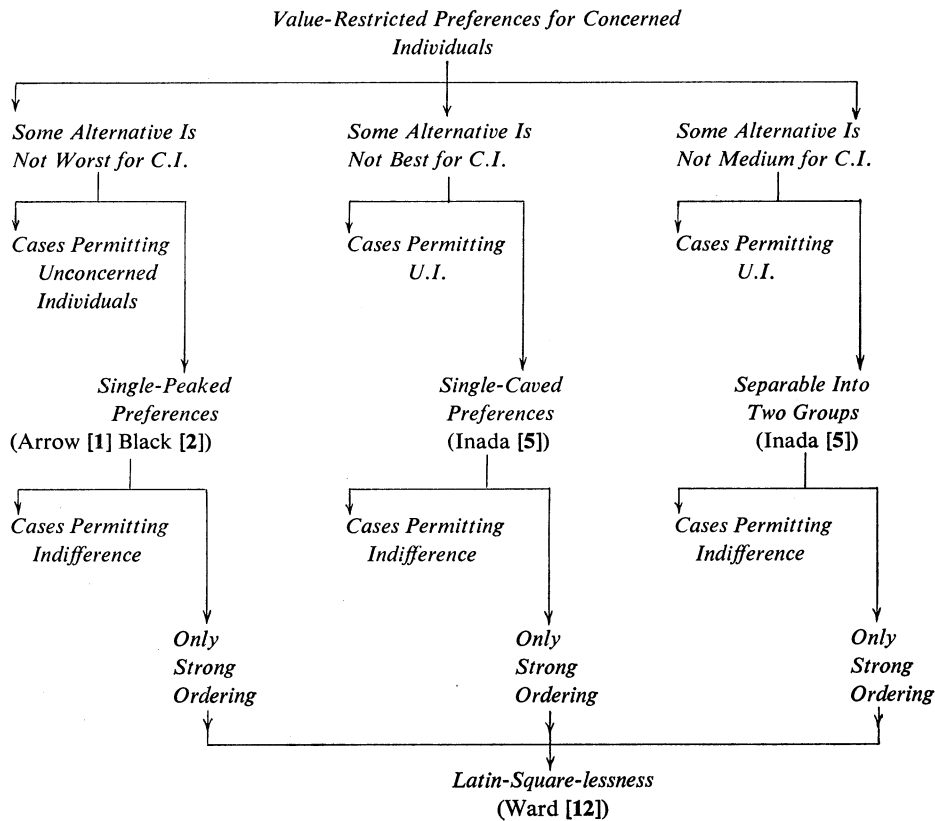 Value-Restricted Preferences for Concerned
Individuals
Some Alternative Is
Not Worst for C.I.
Some Alternative Is
Not Best for C.I.
Some Alternative Is
Not Medium for C.I.
Cases Permitting
Unconcerned
Individuals
Cases Permitting
U.I.
Cases Permitting
U.I.
Single-Peaked
Preferences
(Arrow [1] Black [2])
Single-Caved
Preferences
(Inada [5])
Separable Into
Two Groups
(Inada [5])
Cases Permitting
Indifference
Cases Permitting
Indifference
Cases Permitting
Indifference
Only
Strong
Ordering
Only
Strong
Ordering
Only
Strong
Ordering
Latin-Square-lessness
(Ward [12])